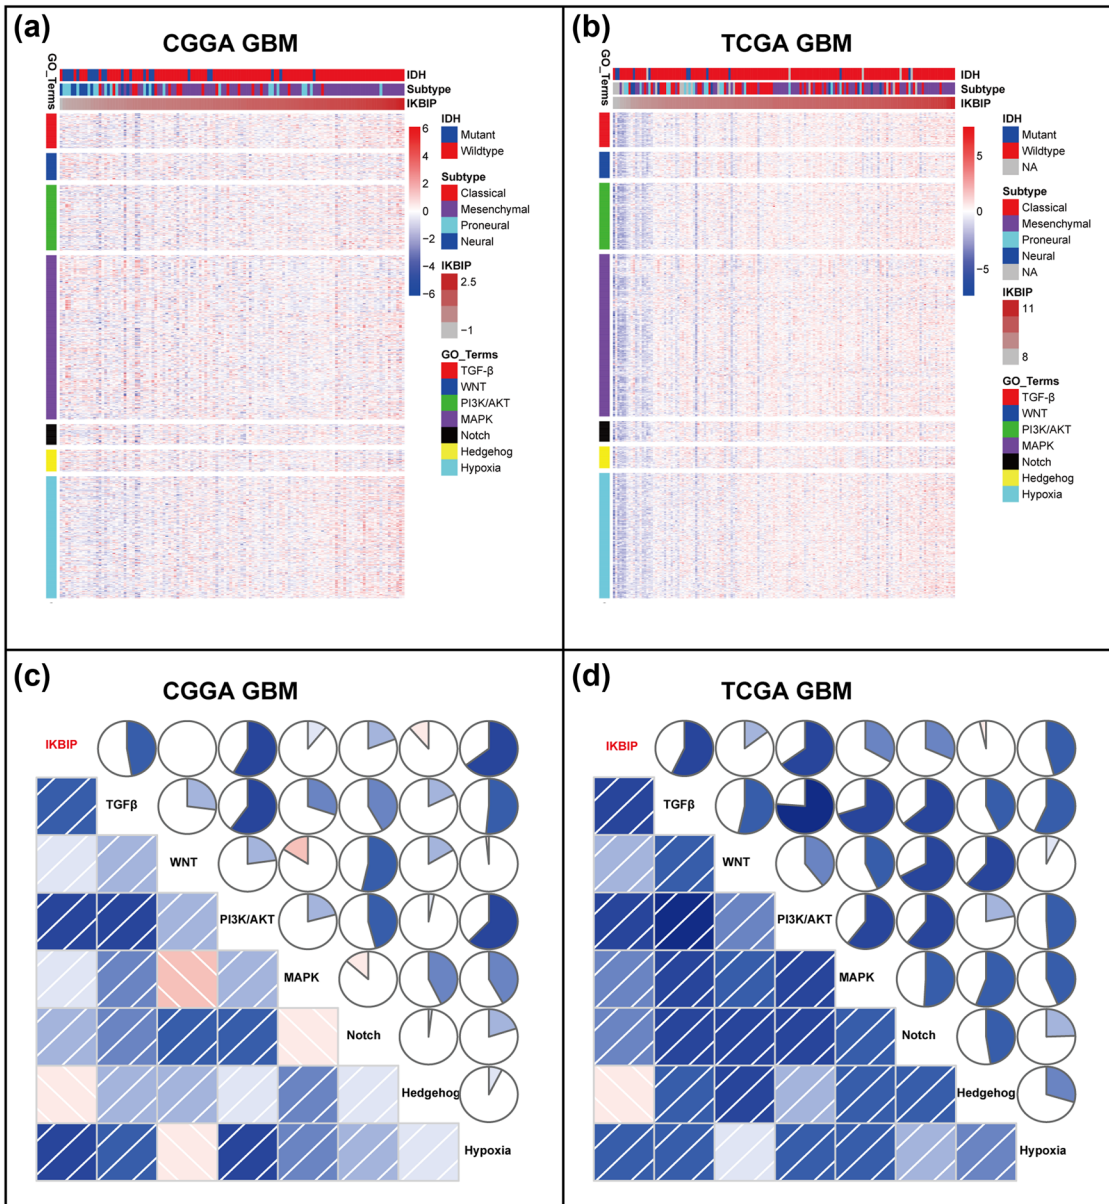 (a)
CGGA GBM
GO_Terms
IDH
Subtype
IKBIP
6
4
2
0
−2
−4
−6
IDH
Mutant
Wildtype
Subtype
Classical
Mesenchymal
Proneural
Neural
IKBIP
2.5
−1
GO_Terms
TGF-β
WNT
PI3K/AKT
MAPK
Notch
Hedgehog
Hypoxia
(b)
TCGA GBM
GO_Terms
IDH
Subtype
IKBIP
5
0
−5
IDH
Mutant
Wildtype
NA
Subtype
Classical
Mesenchymal
Proneural
Neural
NA
IKBIP
11
8
GO_Terms
TGF-β
WNT
PI3K/AKT
MAPK
Notch
Hedgehog
Hypoxia
(c)
CGGA GBM
IKBIP
TGFβ
WNT
PI3K/AKT
MAPK
Notch
Hedgehog
Hypoxia
(d)
TCGA GBM
IKBIP
TGFβ
WNT
PI3K/AKT
MAPK
Notch
Hedgehog
Hypoxia